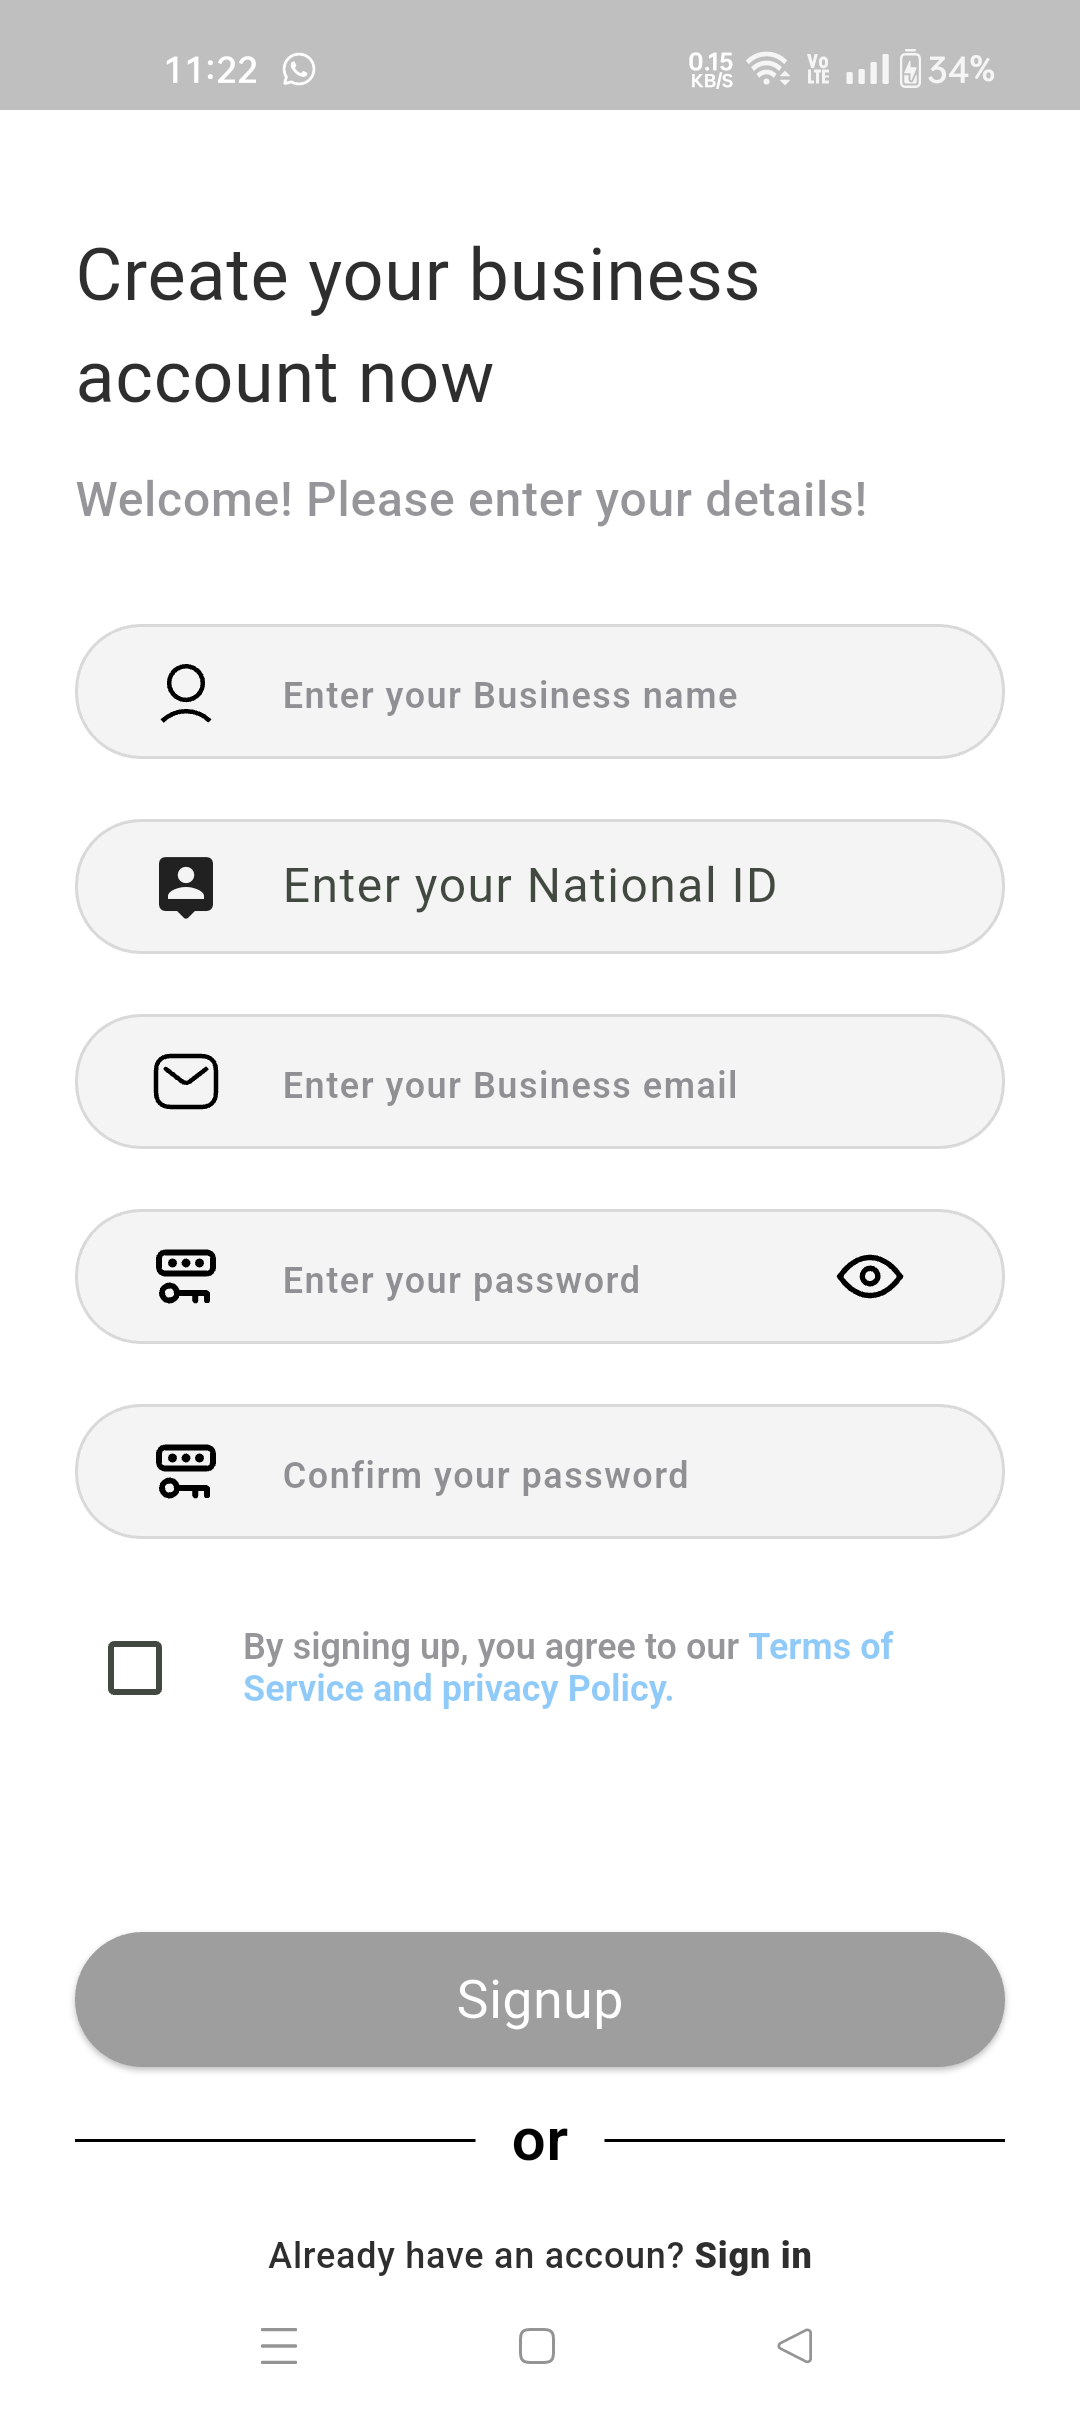 11:22 0.15 KB/S Vo LTE 34%
Create your business
account now
Welcome! Please enter your details!
Enter your Business name
Enter your National ID
Enter your Business email
Enter your password
Confirm your password
By signing up, you agree to our Terms of
Service and privacy Policy.
Signup
or
Already have an accoun? Sign in